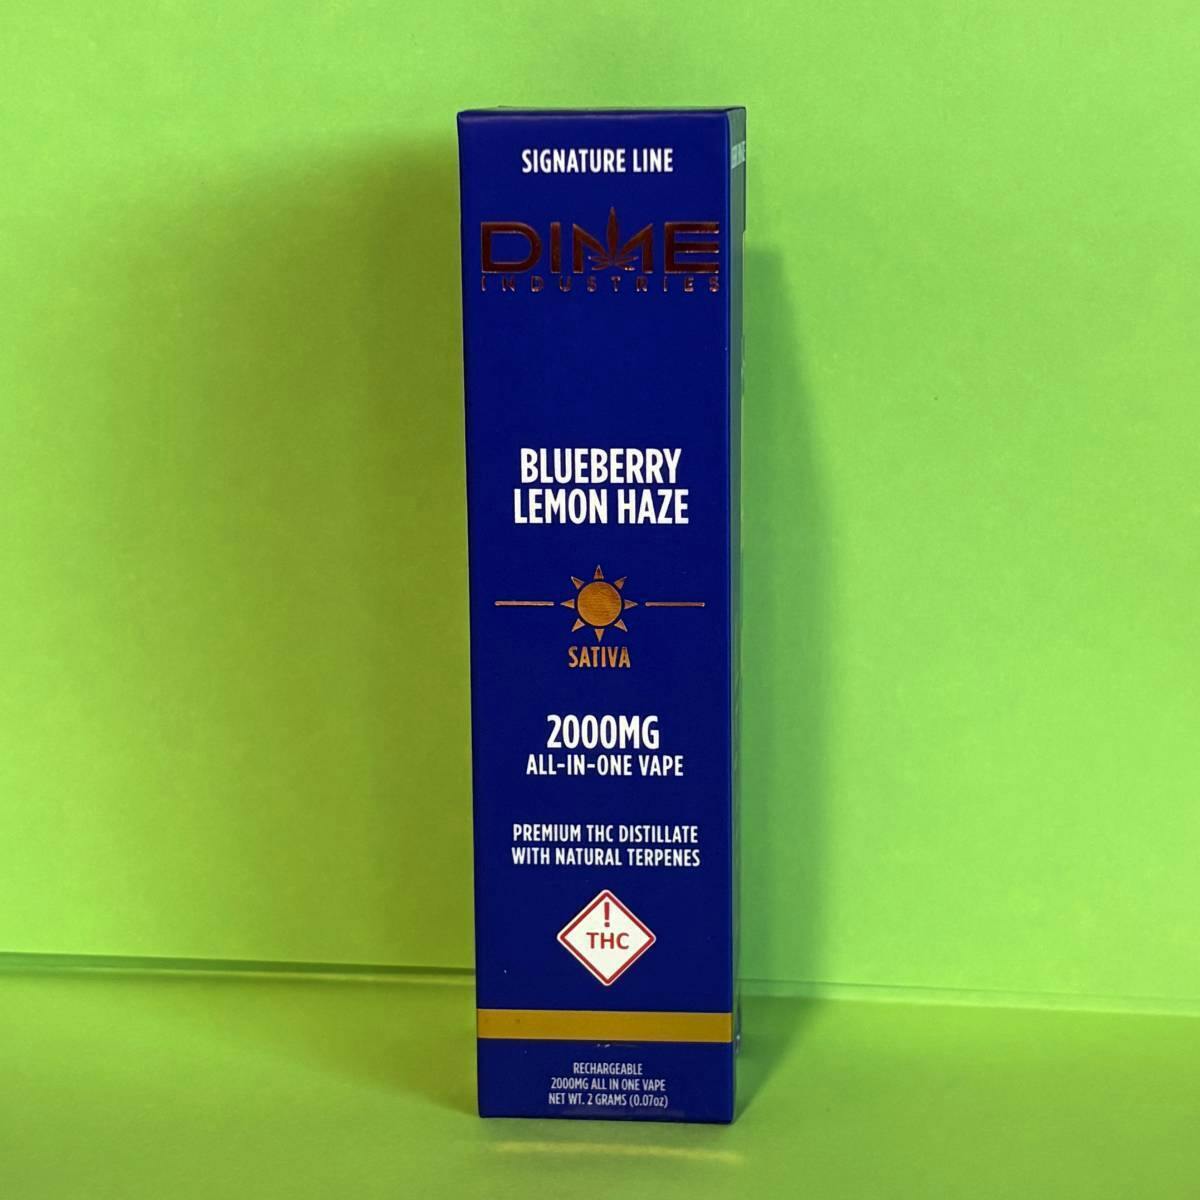 SIGNATURE LINE
DIME
INDUSTRIES
BLUEBERRY
LEMON HAZE
SATIVA
2000MG
ALL-IN-ONE VAPE
PREMIUM THC DISTILLATE
WITH NATURAL TERPENES
!
THC
RECHARGEABLE
2000MG ALL IN ONE VAPE
NET WT. 2 GRAMS (0.07oz)